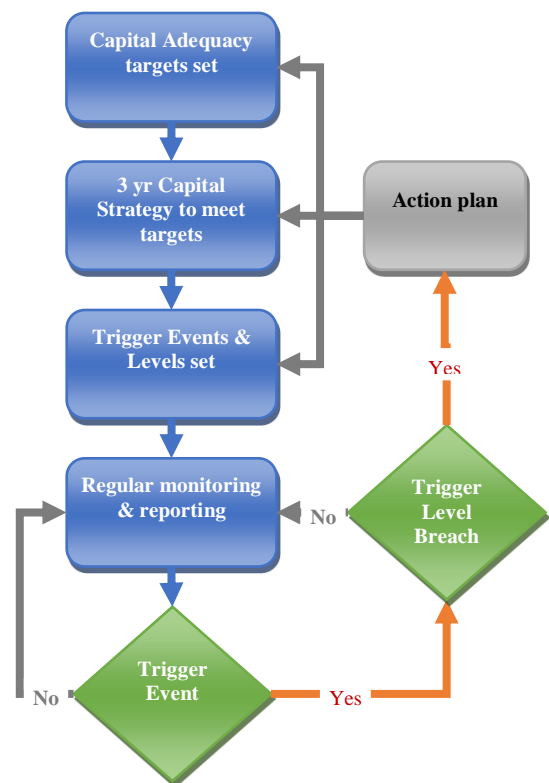 Capital Adequacy
targets set
3 yr Capital
Strategy to meet
targets
Action plan
Trigger Events &
Levels set
Yes
Regular monitoring
& reporting
No
Trigger
Level
Breach
Trigger
Event
No
Yes